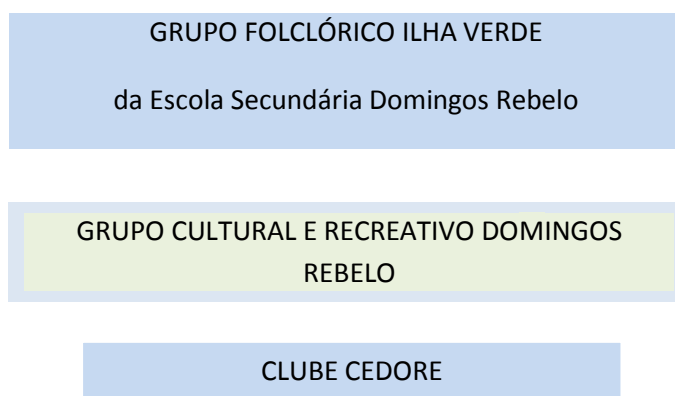 GRUPO FOLCLÓRICO ILHA VERDE
da Escola Secundária Domingos Rebelo
GRUPO CULTURAL E RECREATIVO DOMINGOS
REBELO
CLUBE CEDORE